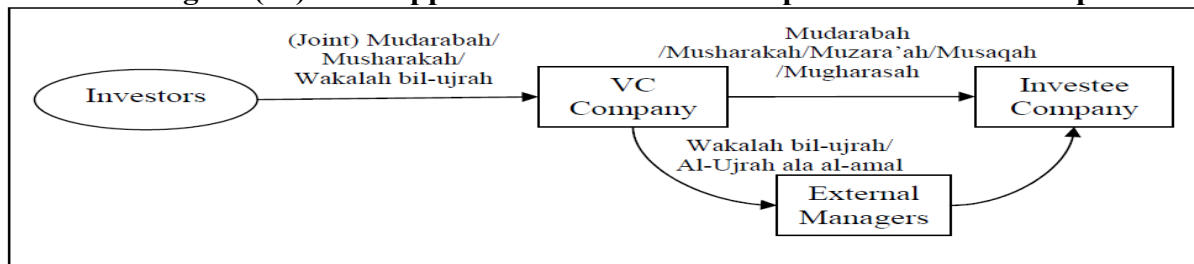 (Joint) Mudarabah/
Musharakah/
Wakalah bil-ujrah
Mudarabah
/Musharakah/Muzara’ah/Musaqah
/Mugharasah
Investors
VC
Company
Investee
Company
Wakalah bil-ujrah/
Al-Ujrah ala al-amal
External
Managers